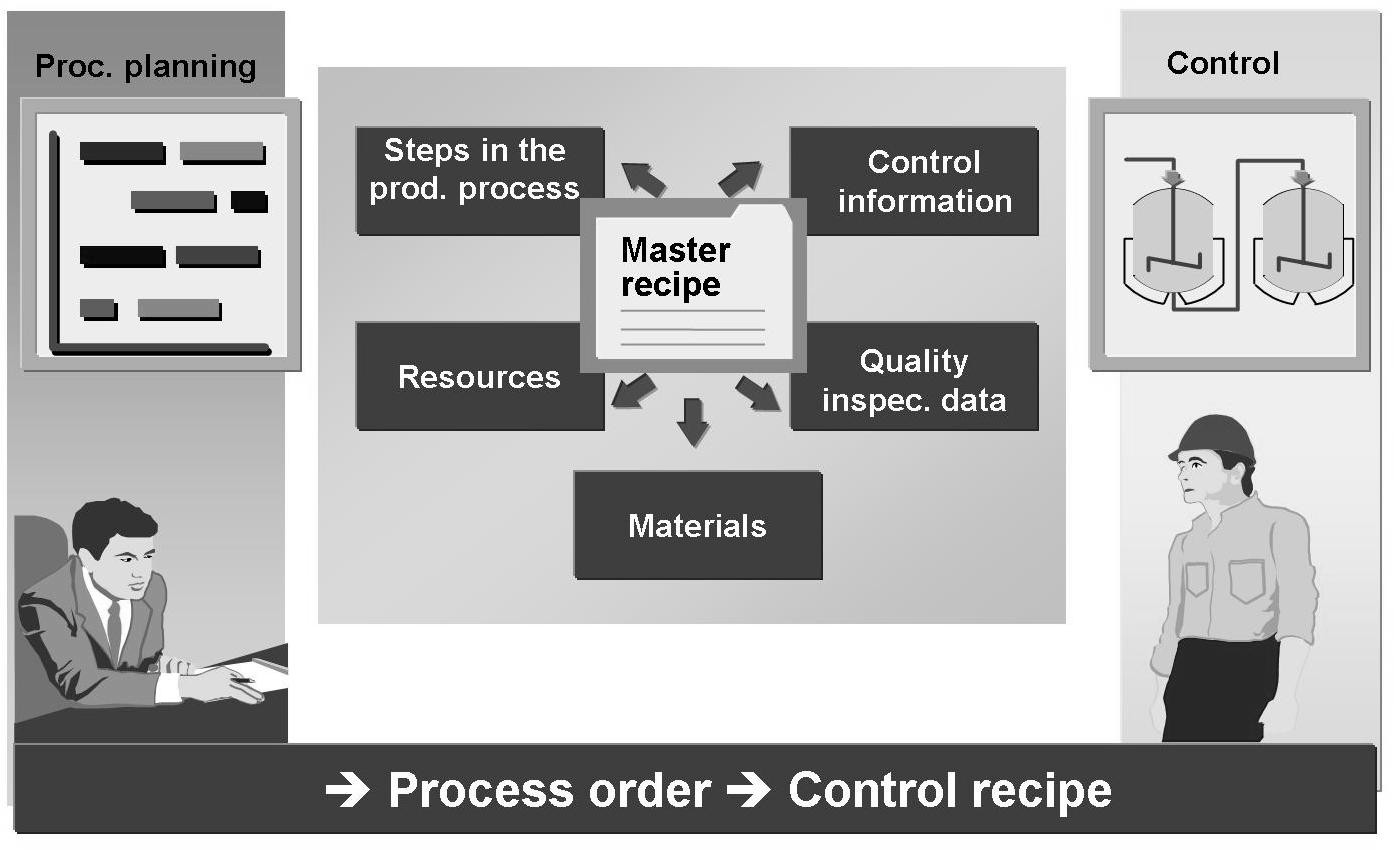 Proc. planning
Control
Steps in the
prod. process
Control
information
Master
recipe
Resources
Quality
inspec. data
Materials
➔ Process order ➔ Control recipe